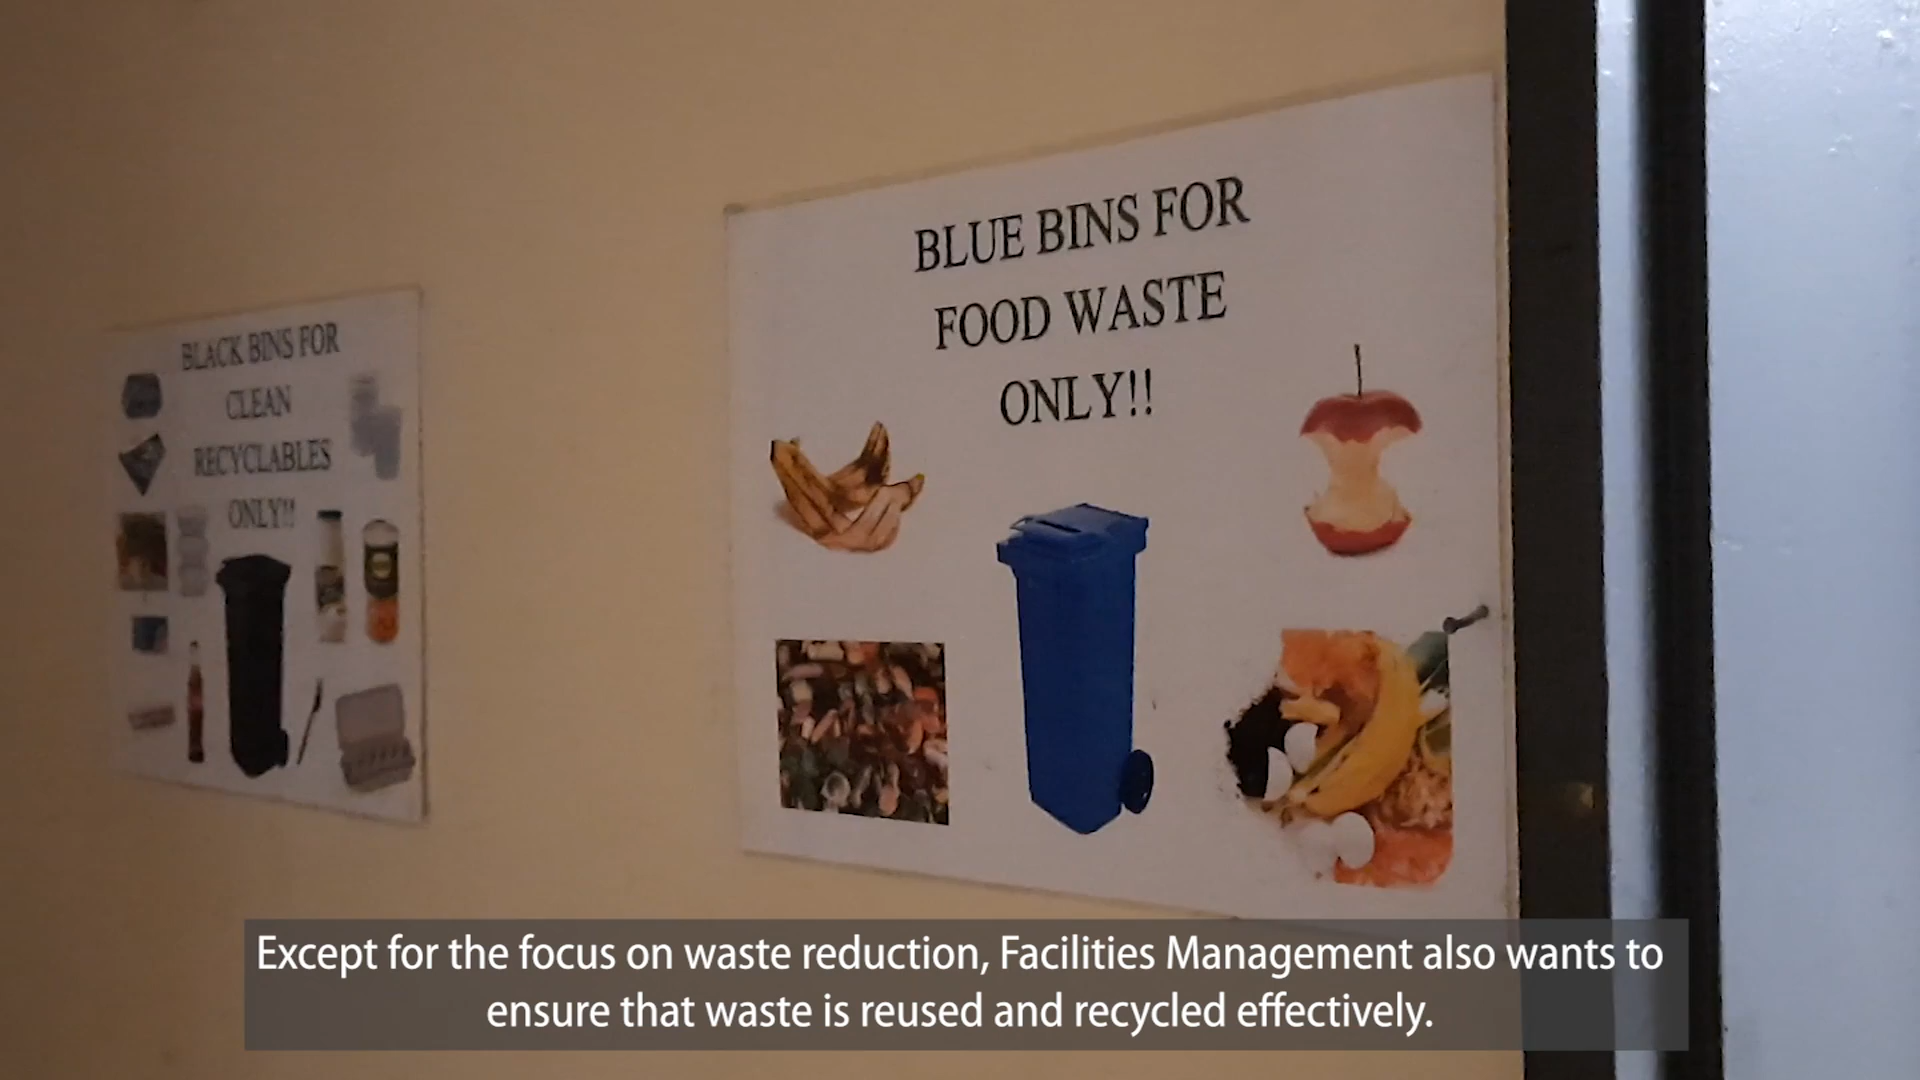 BLACK BINS FOR
CLEAN
RECYCLABLES
ONLY!!
BLUE BINS FOR
FOOD WASTE
ONLY!!
Except for the focus on waste reduction, Facilities Management also wants to
ensure that waste is reused and recycled effectively.